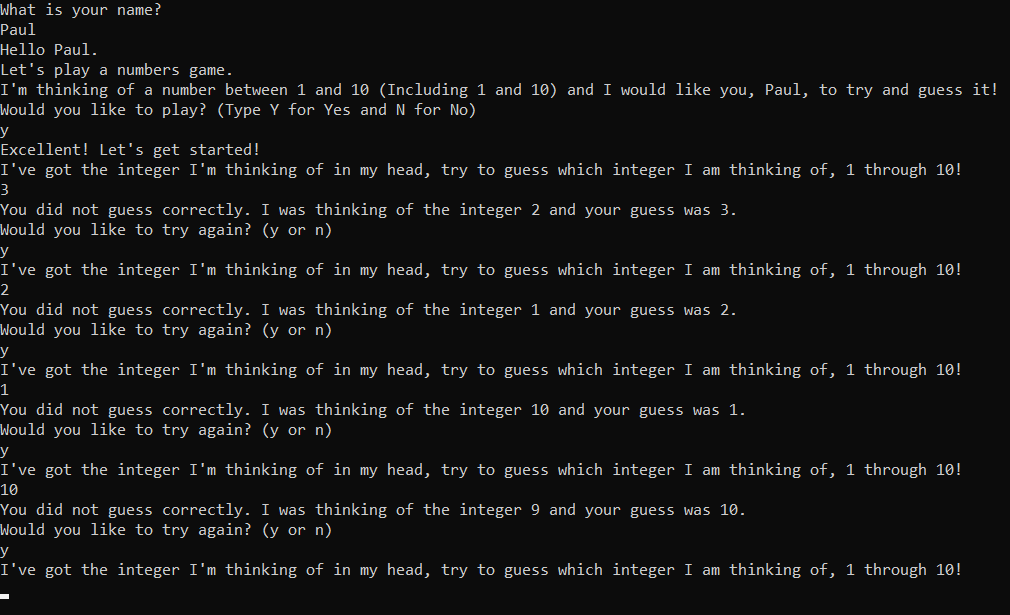 What is your name?
Paul
Hello Paul.
Let's play a numbers game.
I'm thinking of a number between 1 and 10 (Including 1 and 10) and I would like you, Paul, to try and guess it!
Would you like to play? (Type Y for Yes and N for No)
y
Excellent! Let's get started!
I've got the integer I'm thinking of in my head, try to guess which integer I am thinking of, 1 through 10!
3
You did not guess correctly. I was thinking of the integer 2 and your guess was 3.
Would you like to try again? (y or n)
y
I've got the integer I'm thinking of in my head, try to guess which integer I am thinking of, 1 through 10!
2
You did not guess correctly. I was thinking of the integer 1 and your guess was 2.
Would you like to try again? (y or n)
y
I've got the integer I'm thinking of in my head, try to guess which integer I am thinking of, 1 through 10!
1
You did not guess correctly. I was thinking of the integer 10 and your guess was 1.
Would you like to try again? (y or n)
y
I've got the integer I'm thinking of in my head, try to guess which integer I am thinking of, 1 through 10!
10
You did not guess correctly. I was thinking of the integer 9 and your guess was 10.
Would you like to try again? (y or n)
y
I've got the integer I'm thinking of in my head, try to guess which integer I am thinking of, 1 through 10!